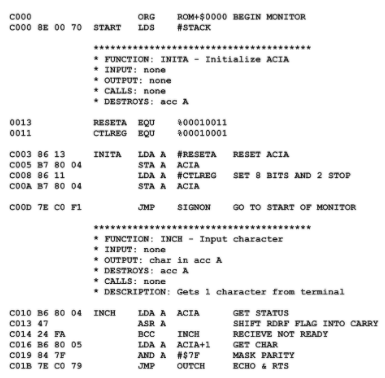 C000 ORG ROM+$0000 BEGIN MONITOR
C000 8E 00 70 START LDS #STACK
***************************************
* FUNCTION: INITA - Initialize ACIA
* INPUT: none
* OUTPUT: none
* CALLS: none
* DESTROYS: acc A
0013 RESETA EQU %00010011
0011 CTLREG EQU %00010001
C003 86 13 INITA LDA A #RESETA RESET ACIA
C005 B7 80 04 STA A ACIA
C008 86 11 LDA A #CTLREG SET 8 BITS AND 2 STOP
C00A B7 80 04 STA A ACIA
C00D 7E C0 F1 JMP SIGNON GO TO START OF MONITOR
***************************************
* FUNCTION: INCH - Input character
* INPUT: none
* OUTPUT: char in acc A
* DESTROYS: acc A
* CALLS: none
* DESCRIPTION: Gets 1 character from terminal
C010 B6 80 04 INCH LDA A ACIA GET STATUS
C013 47 ASR A SHIFT RDRF FLAG INTO CARRY
C014 24 FA BCC INCH RECIEVE NOT READY
C016 B6 80 05 LDA A ACIA+1 GET CHAR
C019 84 7F AND A #$7F MASK PARITY
C01B 7E C0 79 JMP OUTCH ECHO & RTS